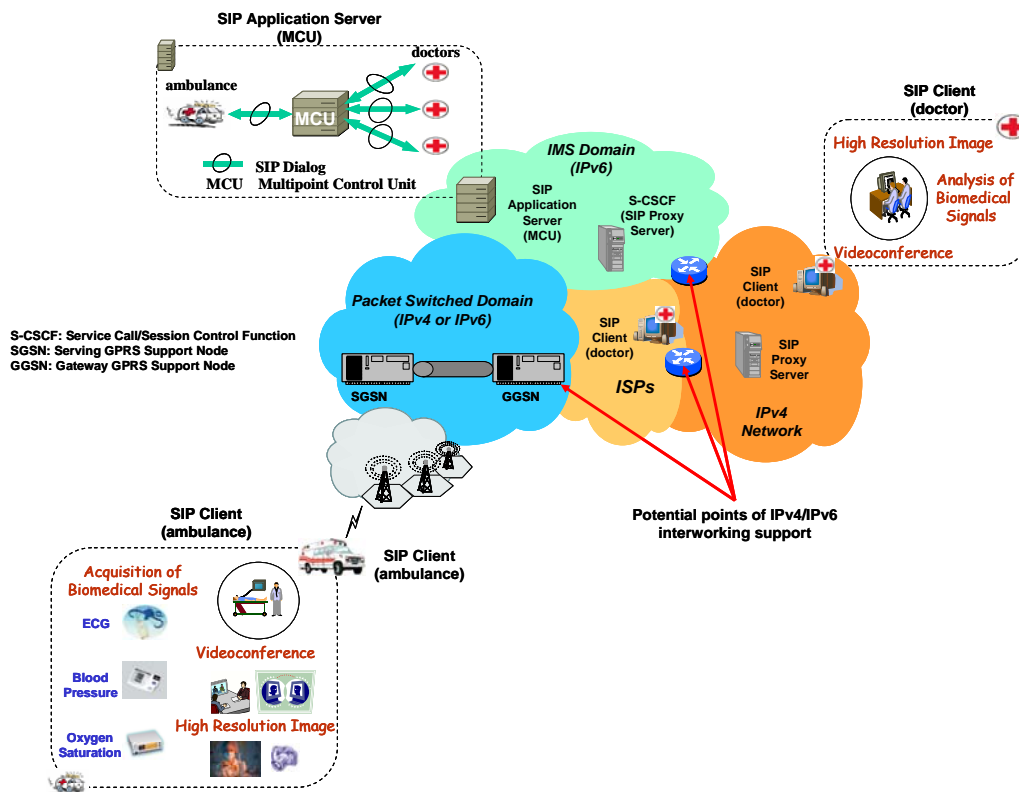 SIP Application Server
(MCU)
doctors
ambulance
MCU
SIP Dialog
MCU Multipoint Control Unit
SIP Client
(doctor)
High Resolution Image
Analysis of
Biomedical
Signals
Videoconference
IMS Domain
(IPv6)
SIP
Application
Server
(MCU)
S-CSCF
(SIP Proxy
Server)
SIP
Client
(doctor)
Packet Switched Domain
(IPv4 or IPv6)
SIP
Client
(doctor)
SIP
Proxy
Server
S-CSCF: Service Call/Session Control Function
SGSN: Serving GPRS Support Node
GGSN: Gateway GPRS Support Node
SGSN
GGSN
ISPs
IPv4
Network
Potential points of IPv4/IPv6
interworking support
SIP Client
(ambulance)
SIP Client
(ambulance)
Acquisition of
Biomedical Signals
ECG
Videoconference
Blood
Pressure
High Resolution Image
Oxygen
Saturation